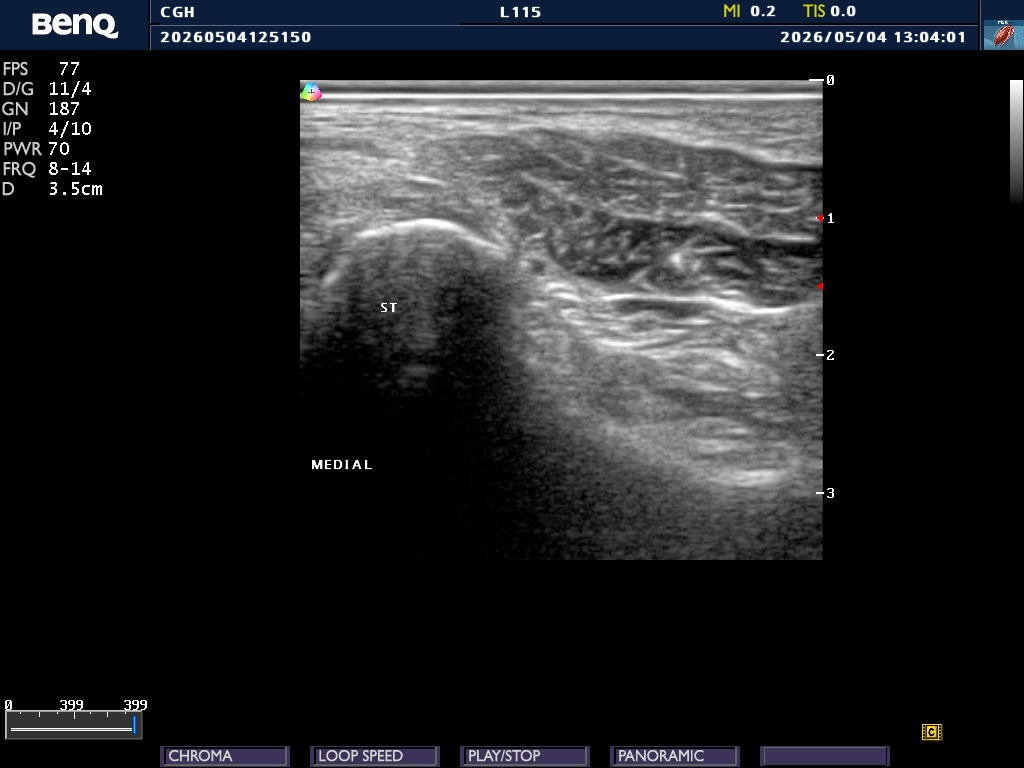 BenQ
CGH L115 MI 0.2 TIS 0.0
20260504125150 2026/05/04 13:04:01
FPS 77
D/G 11/4
GN 187
I/P 4/10
PWR 70
FRQ 8-14
D 3.5cm
0
1
ST
2
MEDIAL
3
0 399 399
C
CHROMA LOOP SPEED PLAY/STOP PANORAMIC